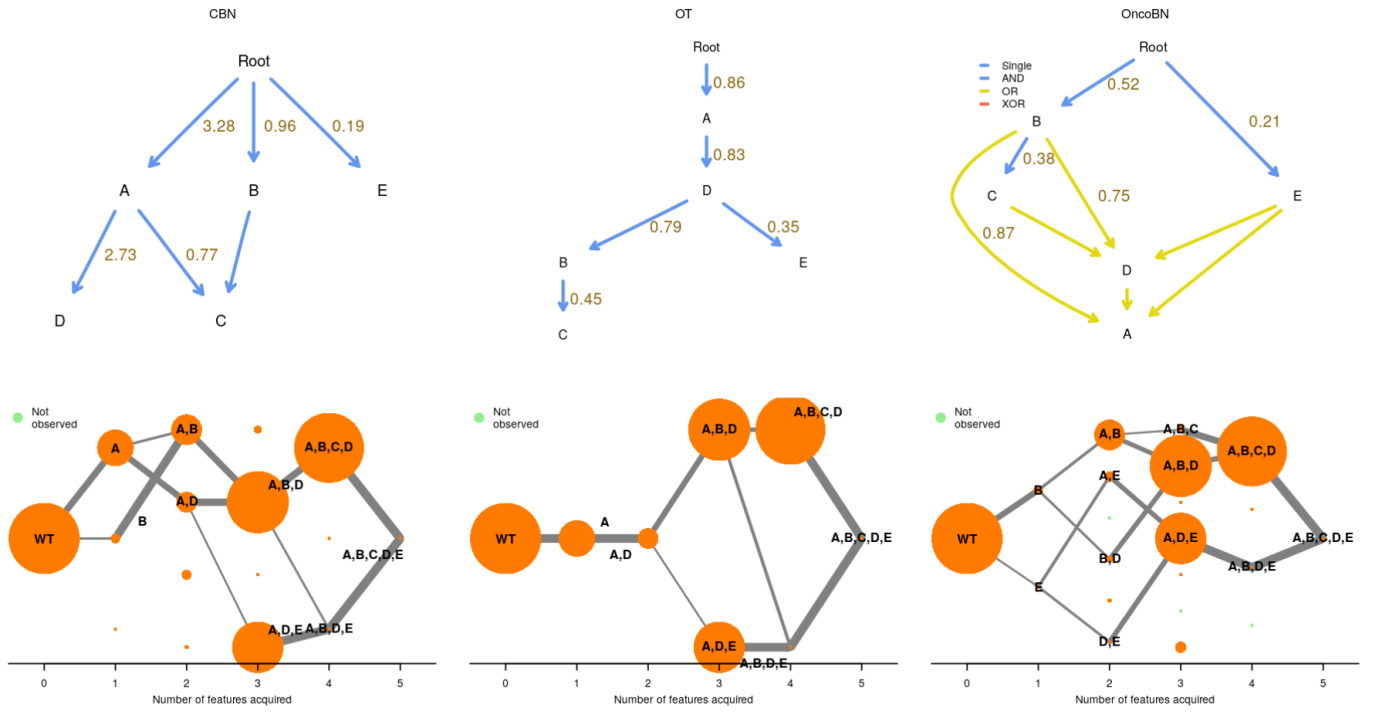 CBN
Root
3.28
0.96
0.19
A
B
E
2.73
0.77
D
C
OT
Root
0.86
A
0.83
D
0.79
0.35
B
E
0.45
C
OncoBN
Root
Single
AND
OR
XOR
0.52
B
0.21
0.38
C
0.75
E
0.87
D
A
Not
observed
A,B
A
A,B,C,D
A,B,D
A,D
B
WT
A,B,C,D,E
A,D,E
A,B,D,E
0 1 2 3 4 5
Number of features acquired
A,B,C,D
A,B,D
A
WT
A,B,C,D,E
A,D
A,D,E
A,B,D,E
0 1 2 3 4 5
Number of features acquired
Not
observed
A,B,C
A,B
A,B,C,D
A,B,D
A,E
B
WT
A,D,E
A,B,C,D,E
B,D
A,B,D,E
E
D,E
0 1 2 3 4 5
Number of features acquired
Not
observed